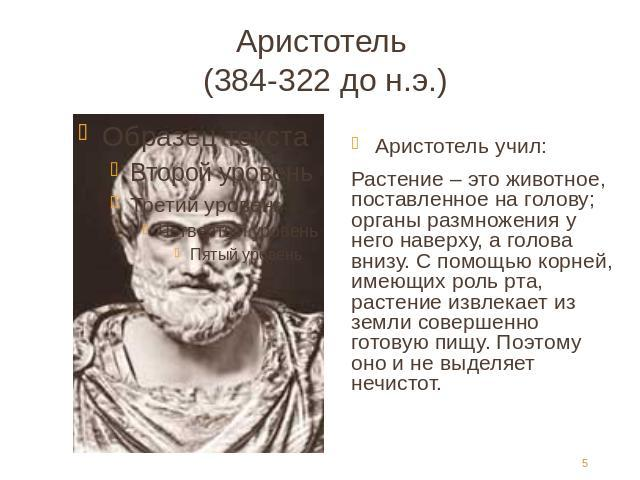 Аристотель
(384-322 до н.э.)
Образец текста
Второй уровень
Третий уровень
Четвертый уровень
Пятый уровень
Аристотель учил:
Растение – это животное,
поставленное на голову;
органы размножения у
него наверху, а голова
внизу. С помощью корней,
имеющих роль рта,
растение извлекает из
земли совершенно
готовую пищу. Поэтому
оно и не выделяет
нечистот.
5